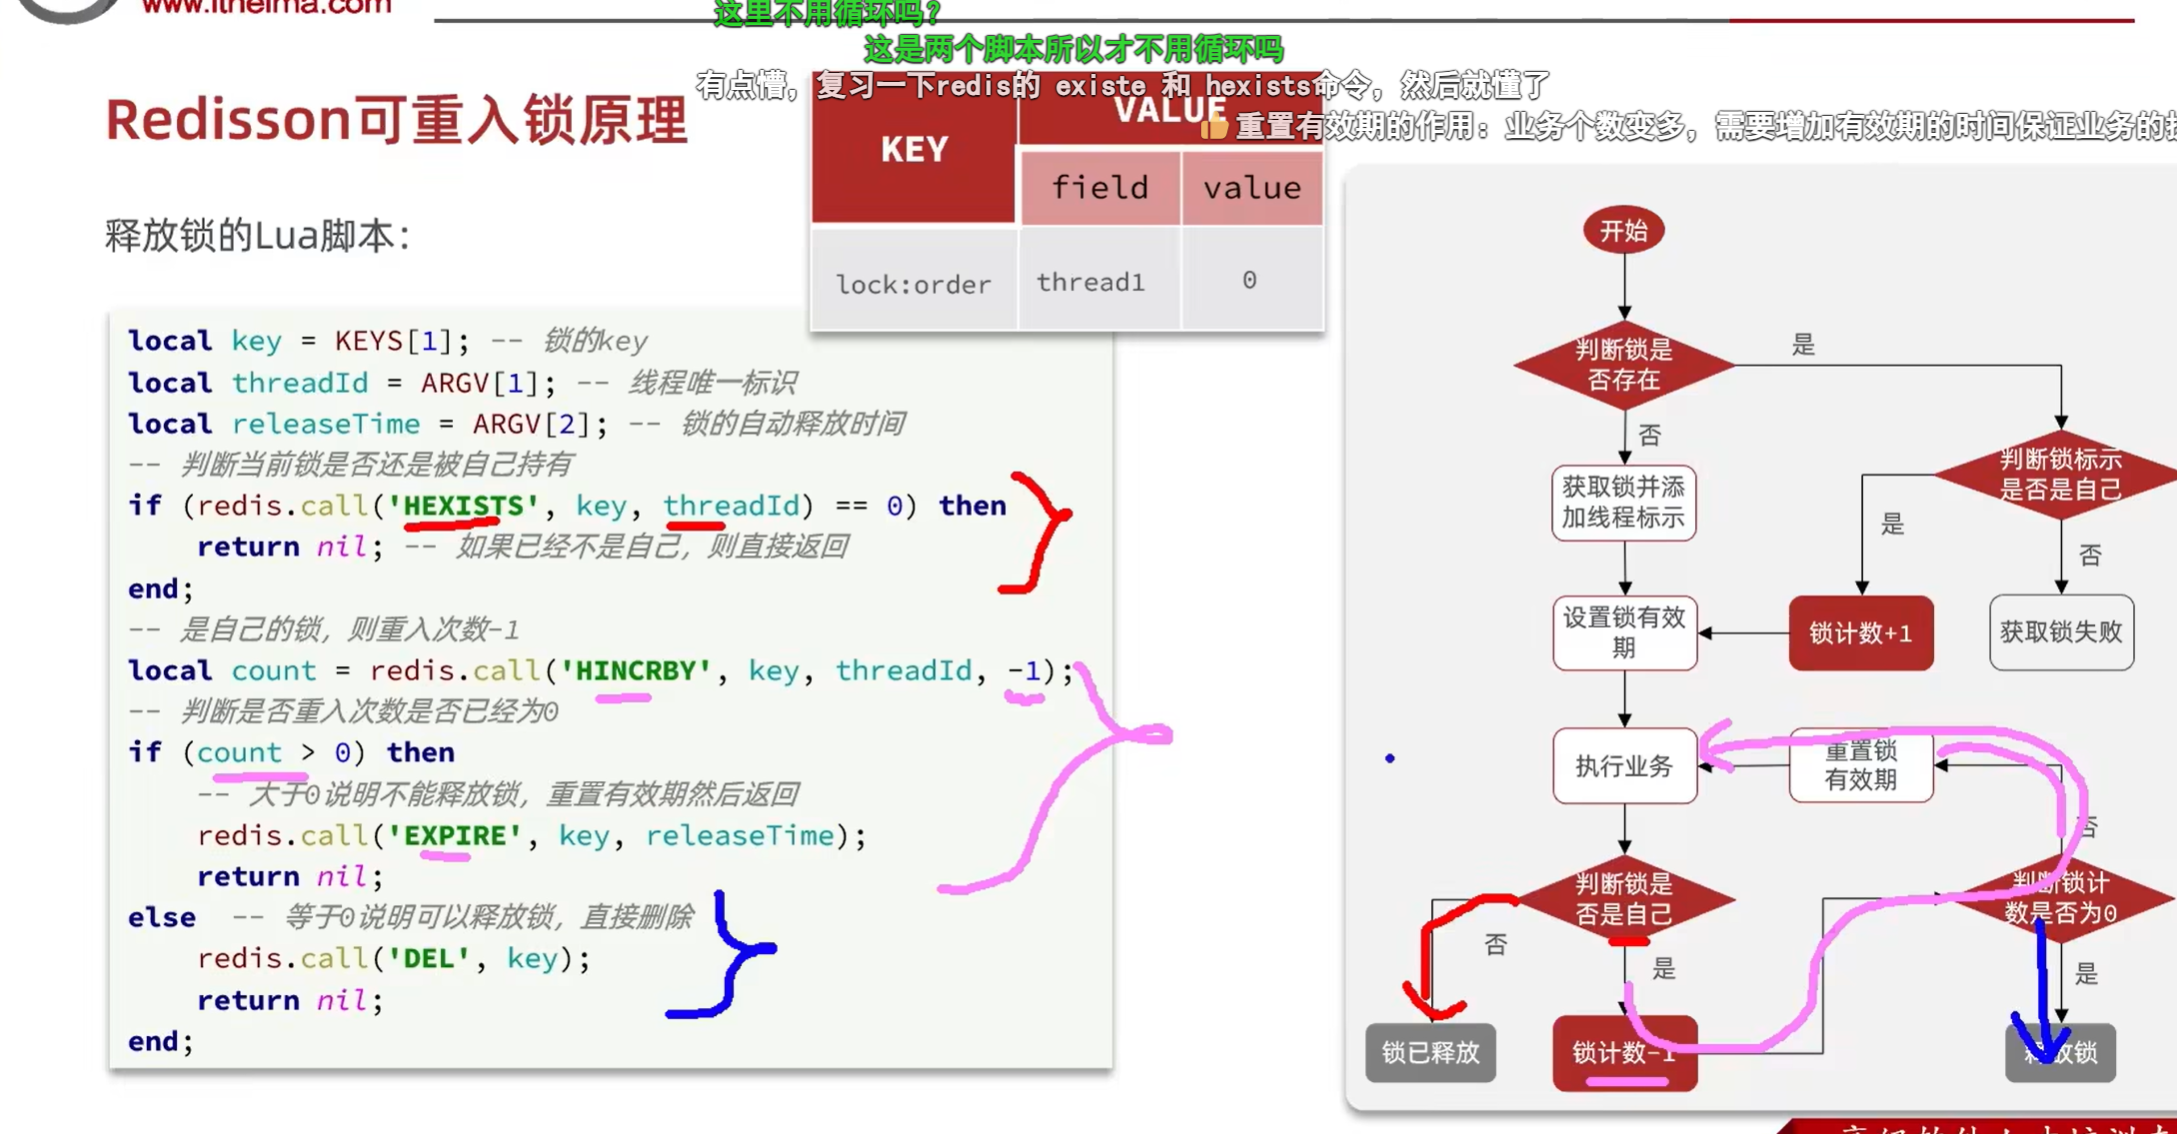 www.itheima.com
这里不用循环吗？
这是两个脚本所以才不用循环吗
有点懵，复习一下redis的 existe 和 hexists命令，然后就懂了
重置有效期的作用：业务个数变多，需要增加有效期的时间保证业务的
Redisson可重入锁原理
KEY
VALUE
field
value
lock:order
thread1
0
释放锁的Lua脚本：
local key = KEYS[1]; -- 锁的key
local threadId = ARGV[1]; -- 线程唯一标识
local releaseTime = ARGV[2]; -- 锁的自动释放时间
-- 判断当前锁是否还是被自己持有
if (redis.call('HEXISTS', key, threadId) == 0) then
return nil; -- 如果已经不是自己，则直接返回
end;
-- 是自己的锁，则重入次数-1
local count = redis.call('HINCRBY', key, threadId, -1);
-- 判断是否重入次数是否已经为0
if (count > 0) then
-- 大于0说明不能释放锁，重置有效期然后返回
redis.call('EXPIRE', key, releaseTime);
return nil;
else -- 等于0说明可以释放锁，直接删除
redis.call('DEL', key);
return nil;
end;
开始
判断锁是
否存在
是
否
判断锁标示
是否是自己
获取锁并添
加线程标示
是
否
设置锁有效
期
锁计数+1
获取锁失败
执行业务
重置锁
有效期
否
判断锁是
否是自己
判断锁计
数是否为0
否
是
是
锁已释放
锁计数-1
释放锁